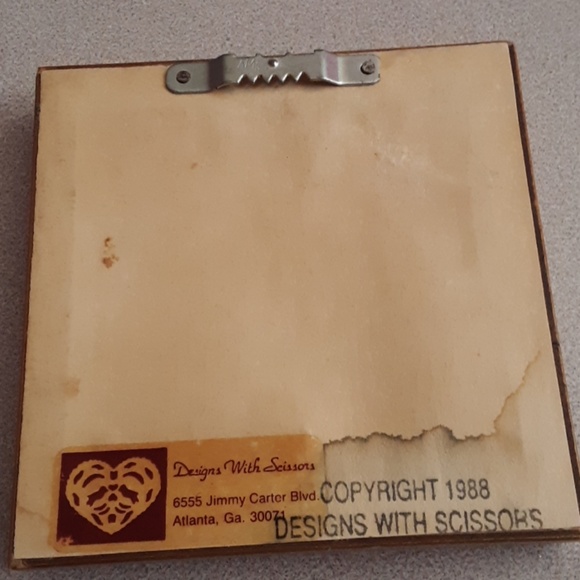 Designs With Scissors
6555 Jimmy Carter Blvd.
Atlanta, Ga. 30071
COPYRIGHT 1988
DESIGNS WITH SCISSORS